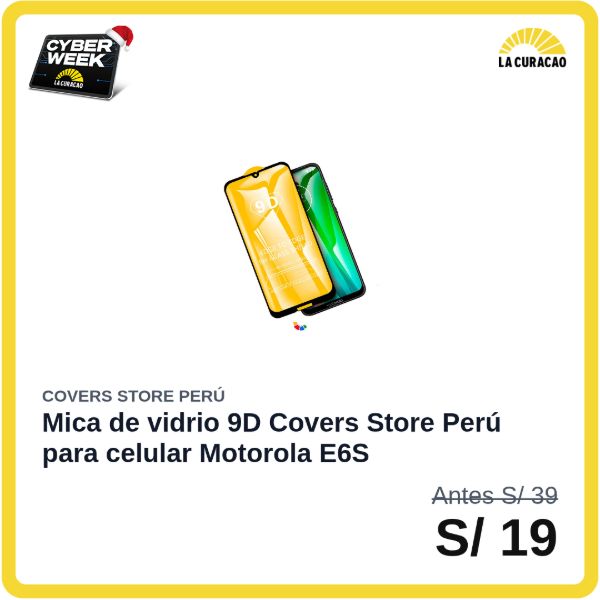 CYBER
WEEK
LA CURACAO
LA CURACAO
9D
COVERS STORE PERÚ
Mica de vidrio 9D Covers Store Perú
para celular Motorola E6S
Antes S/ 39
S/ 19